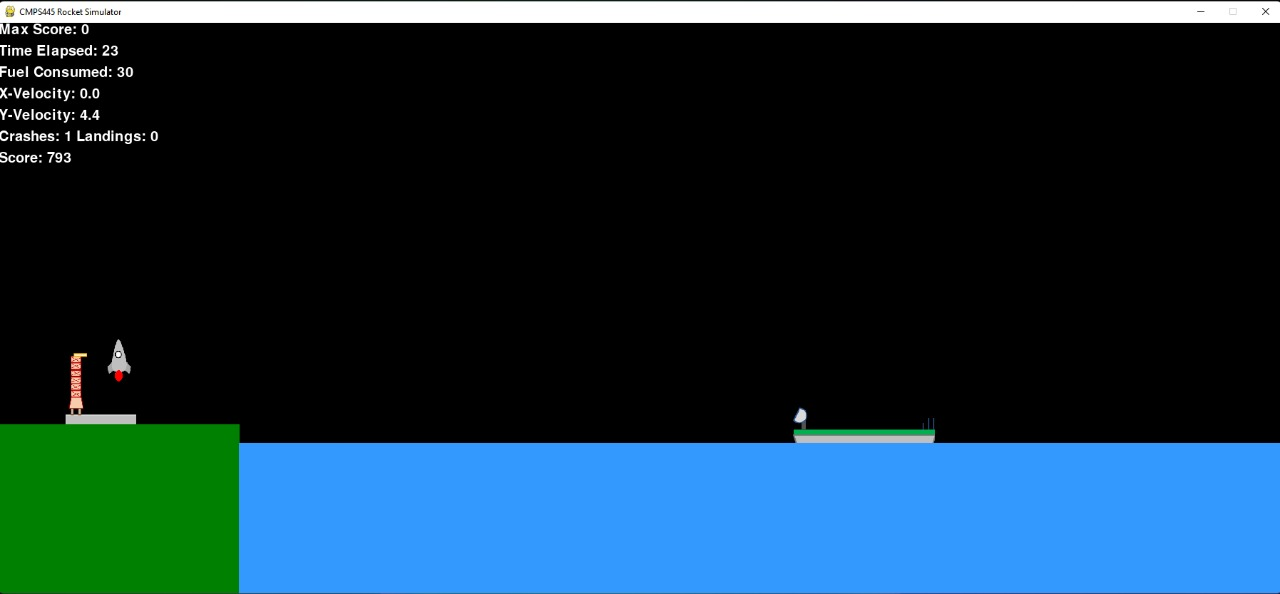 CMPS445 Rocket Simulator
Max Score: 0
Time Elapsed: 23
Fuel Consumed: 30
X-Velocity: 0.0
Y-Velocity: 4.4
Crashes: 1 Landings: 0
Score: 793